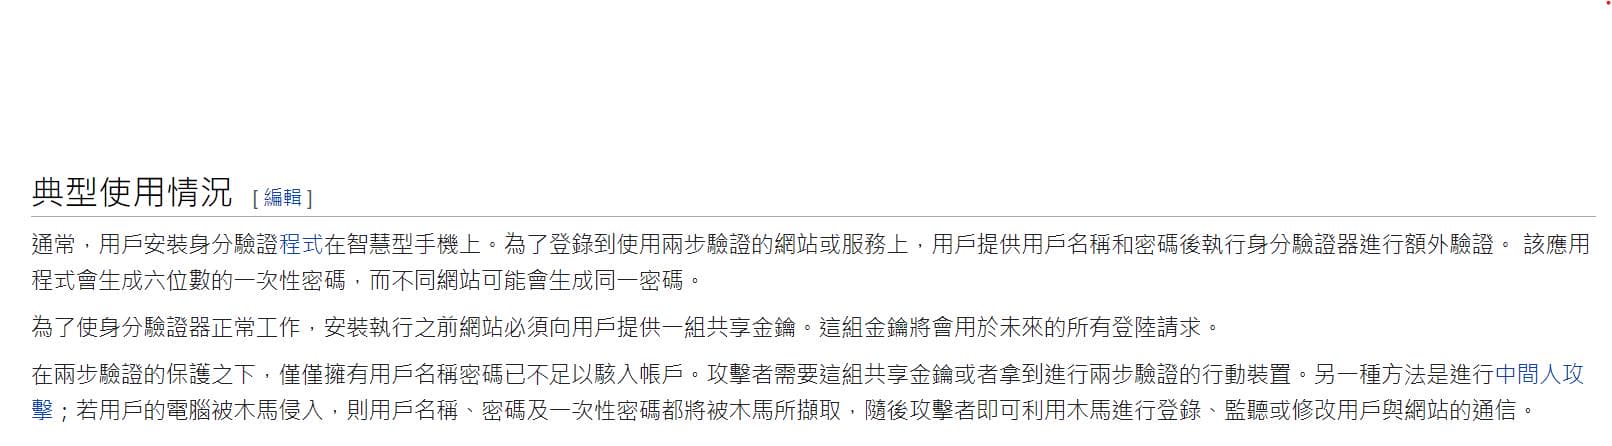 典型使用情況 [編輯]
通常，用戶安裝身分驗證程式在智慧型手機上。為了登錄到使用兩步驗證的網站或服務上，用戶提供用戶名稱和密碼後執行身分驗證器進行額外驗證。 該應用
程式會生成六位數的一次性密碼，而不同網站可能會生成同一密碼。
為了使身分驗證器正常工作，安裝執行之前網站必須向用戶提供一組共享金鑰。這組金鑰將會用於未來的所有登陸請求。
在兩步驗證的保護之下，僅僅擁有用戶名稱密碼已不足以駭入帳戶。攻擊者需要這組共享金鑰或者拿到進行兩步驗證的行動裝置。另一種方法是進行中間人攻
擊；若用戶的電腦被木馬侵入，則用戶名稱、密碼及一次性密碼都將被木馬所擷取，隨後攻擊者即可利用木馬進行登錄、監聽或修改用戶與網站的通信。